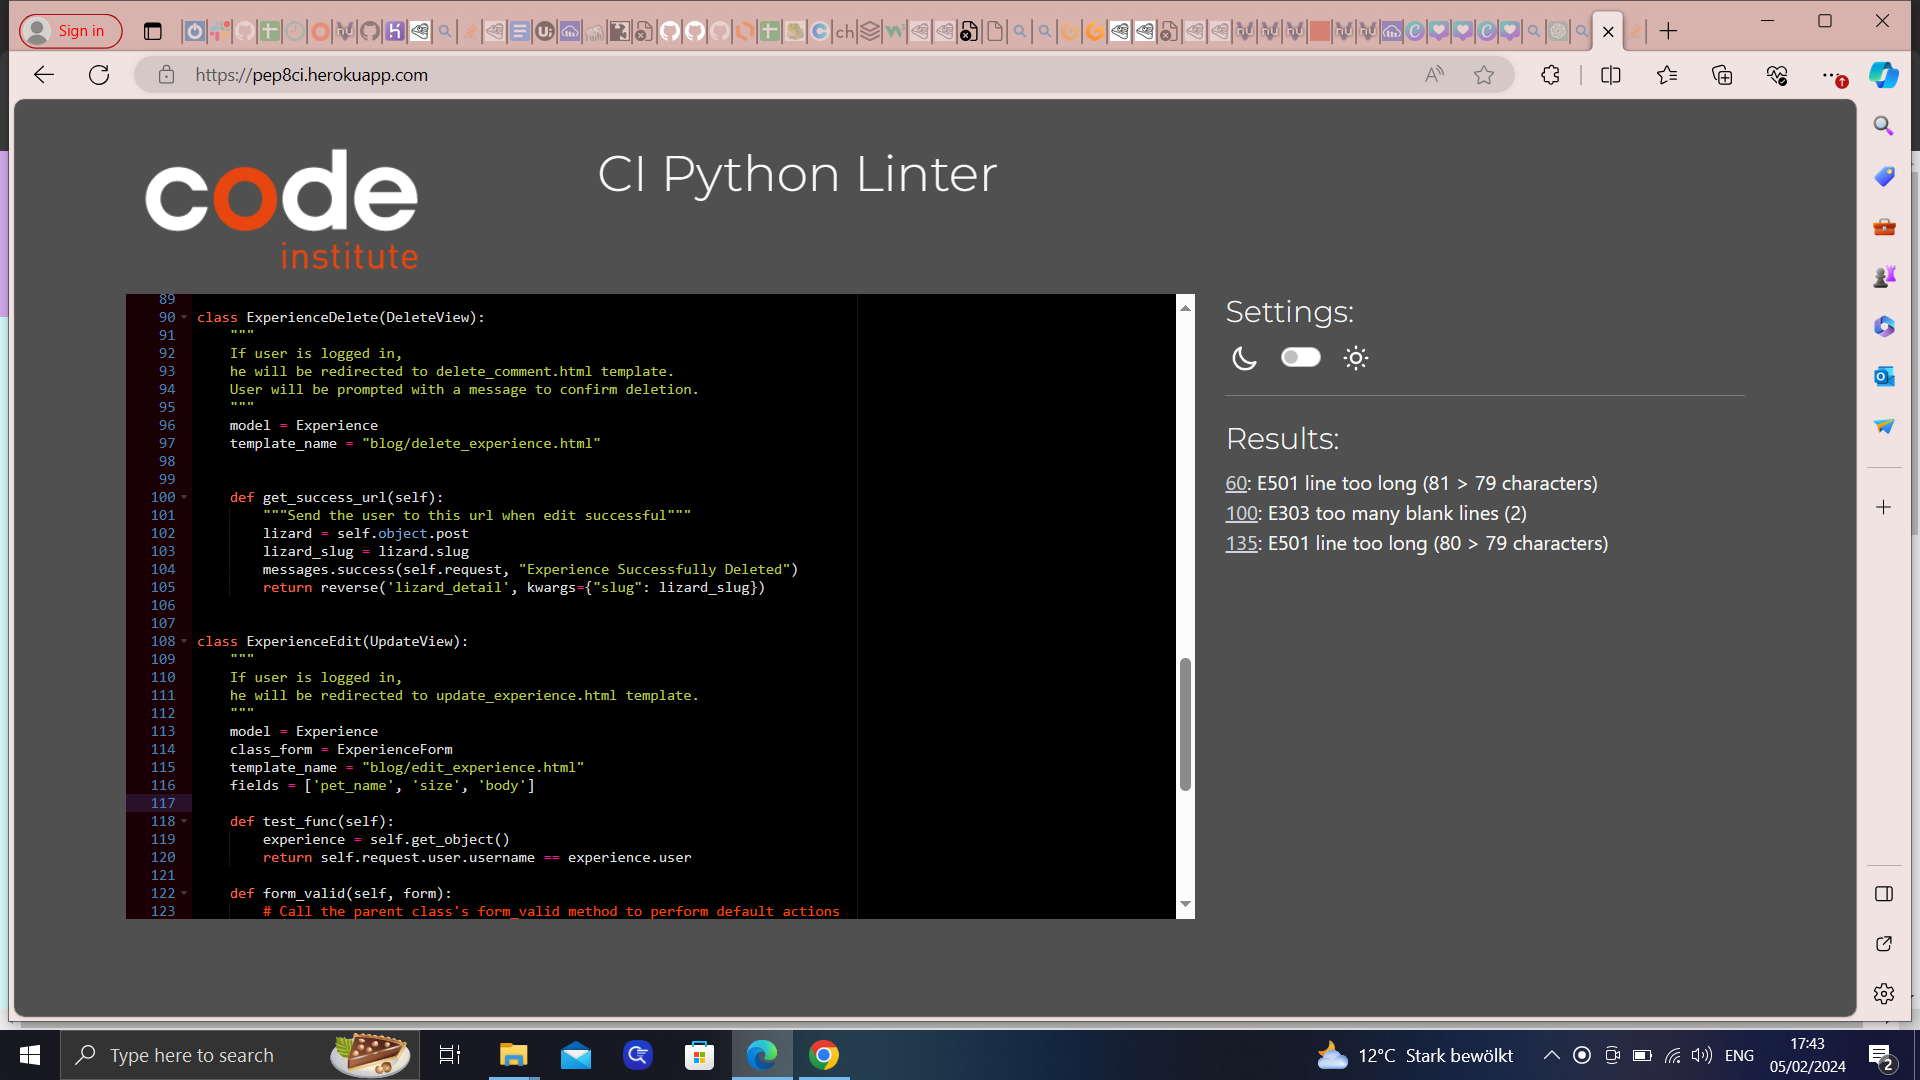 Sign in
https://pep8ci.herokuapp.com
code
institute
CI Python Linter
89
90 class ExperienceDelete(DeleteView):
91 """
92 If user is logged in,
93 he will be redirected to delete_comment.html template.
94 User will be prompted with a message to confirm deletion.
95 """
96 model = Experience
97 template_name = "blog/delete_experience.html"
98
99
100 def get_success_url(self):
101 """Send the user to this url when edit successful"""
102 lizard = self.object.post
103 lizard_slug = lizard.slug
104 messages.success(self.request, "Experience Successfully Deleted")
105 return reverse('lizard_detail', kwargs={"slug": lizard_slug})
106
107
108 class ExperienceEdit(UpdateView):
109 """
110 If user is logged in,
111 he will be redirected to update_experience.html template.
112 """
113 model = Experience
114 class_form = ExperienceForm
115 template_name = "blog/edit_experience.html"
116 fields = ['pet_name', 'size', 'body']
117
118 def test_func(self):
119 experience = self.get_object()
120 return self.request.user.username == experience.user
121
122 def form_valid(self, form):
123 # Call the parent class's form_valid method to perform default actions
Settings:
Results:
60: E501 line too long (81 > 79 characters)
100: E303 too many blank lines (2)
135: E501 line too long (80 > 79 characters)
Type here to search
12°C Stark bewölkt
ENG
17:43
05/02/2024
2